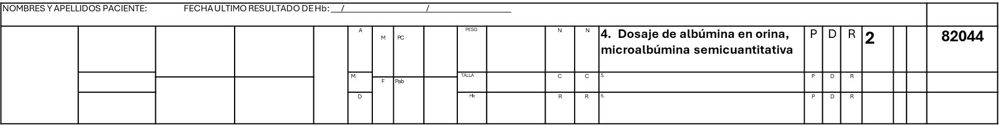 NOMBRES Y APELLIDOS PACIENTE: FECHA ULTIMO RESULTADO DE Hb: / /
A M PC PESO N N 4. Dosaje de albúmina en orina, microalbúmina semicuantitativa P D R 2 82044
M TALLA C C 5. P D R
F Pab
D Hb R R 6. P D R